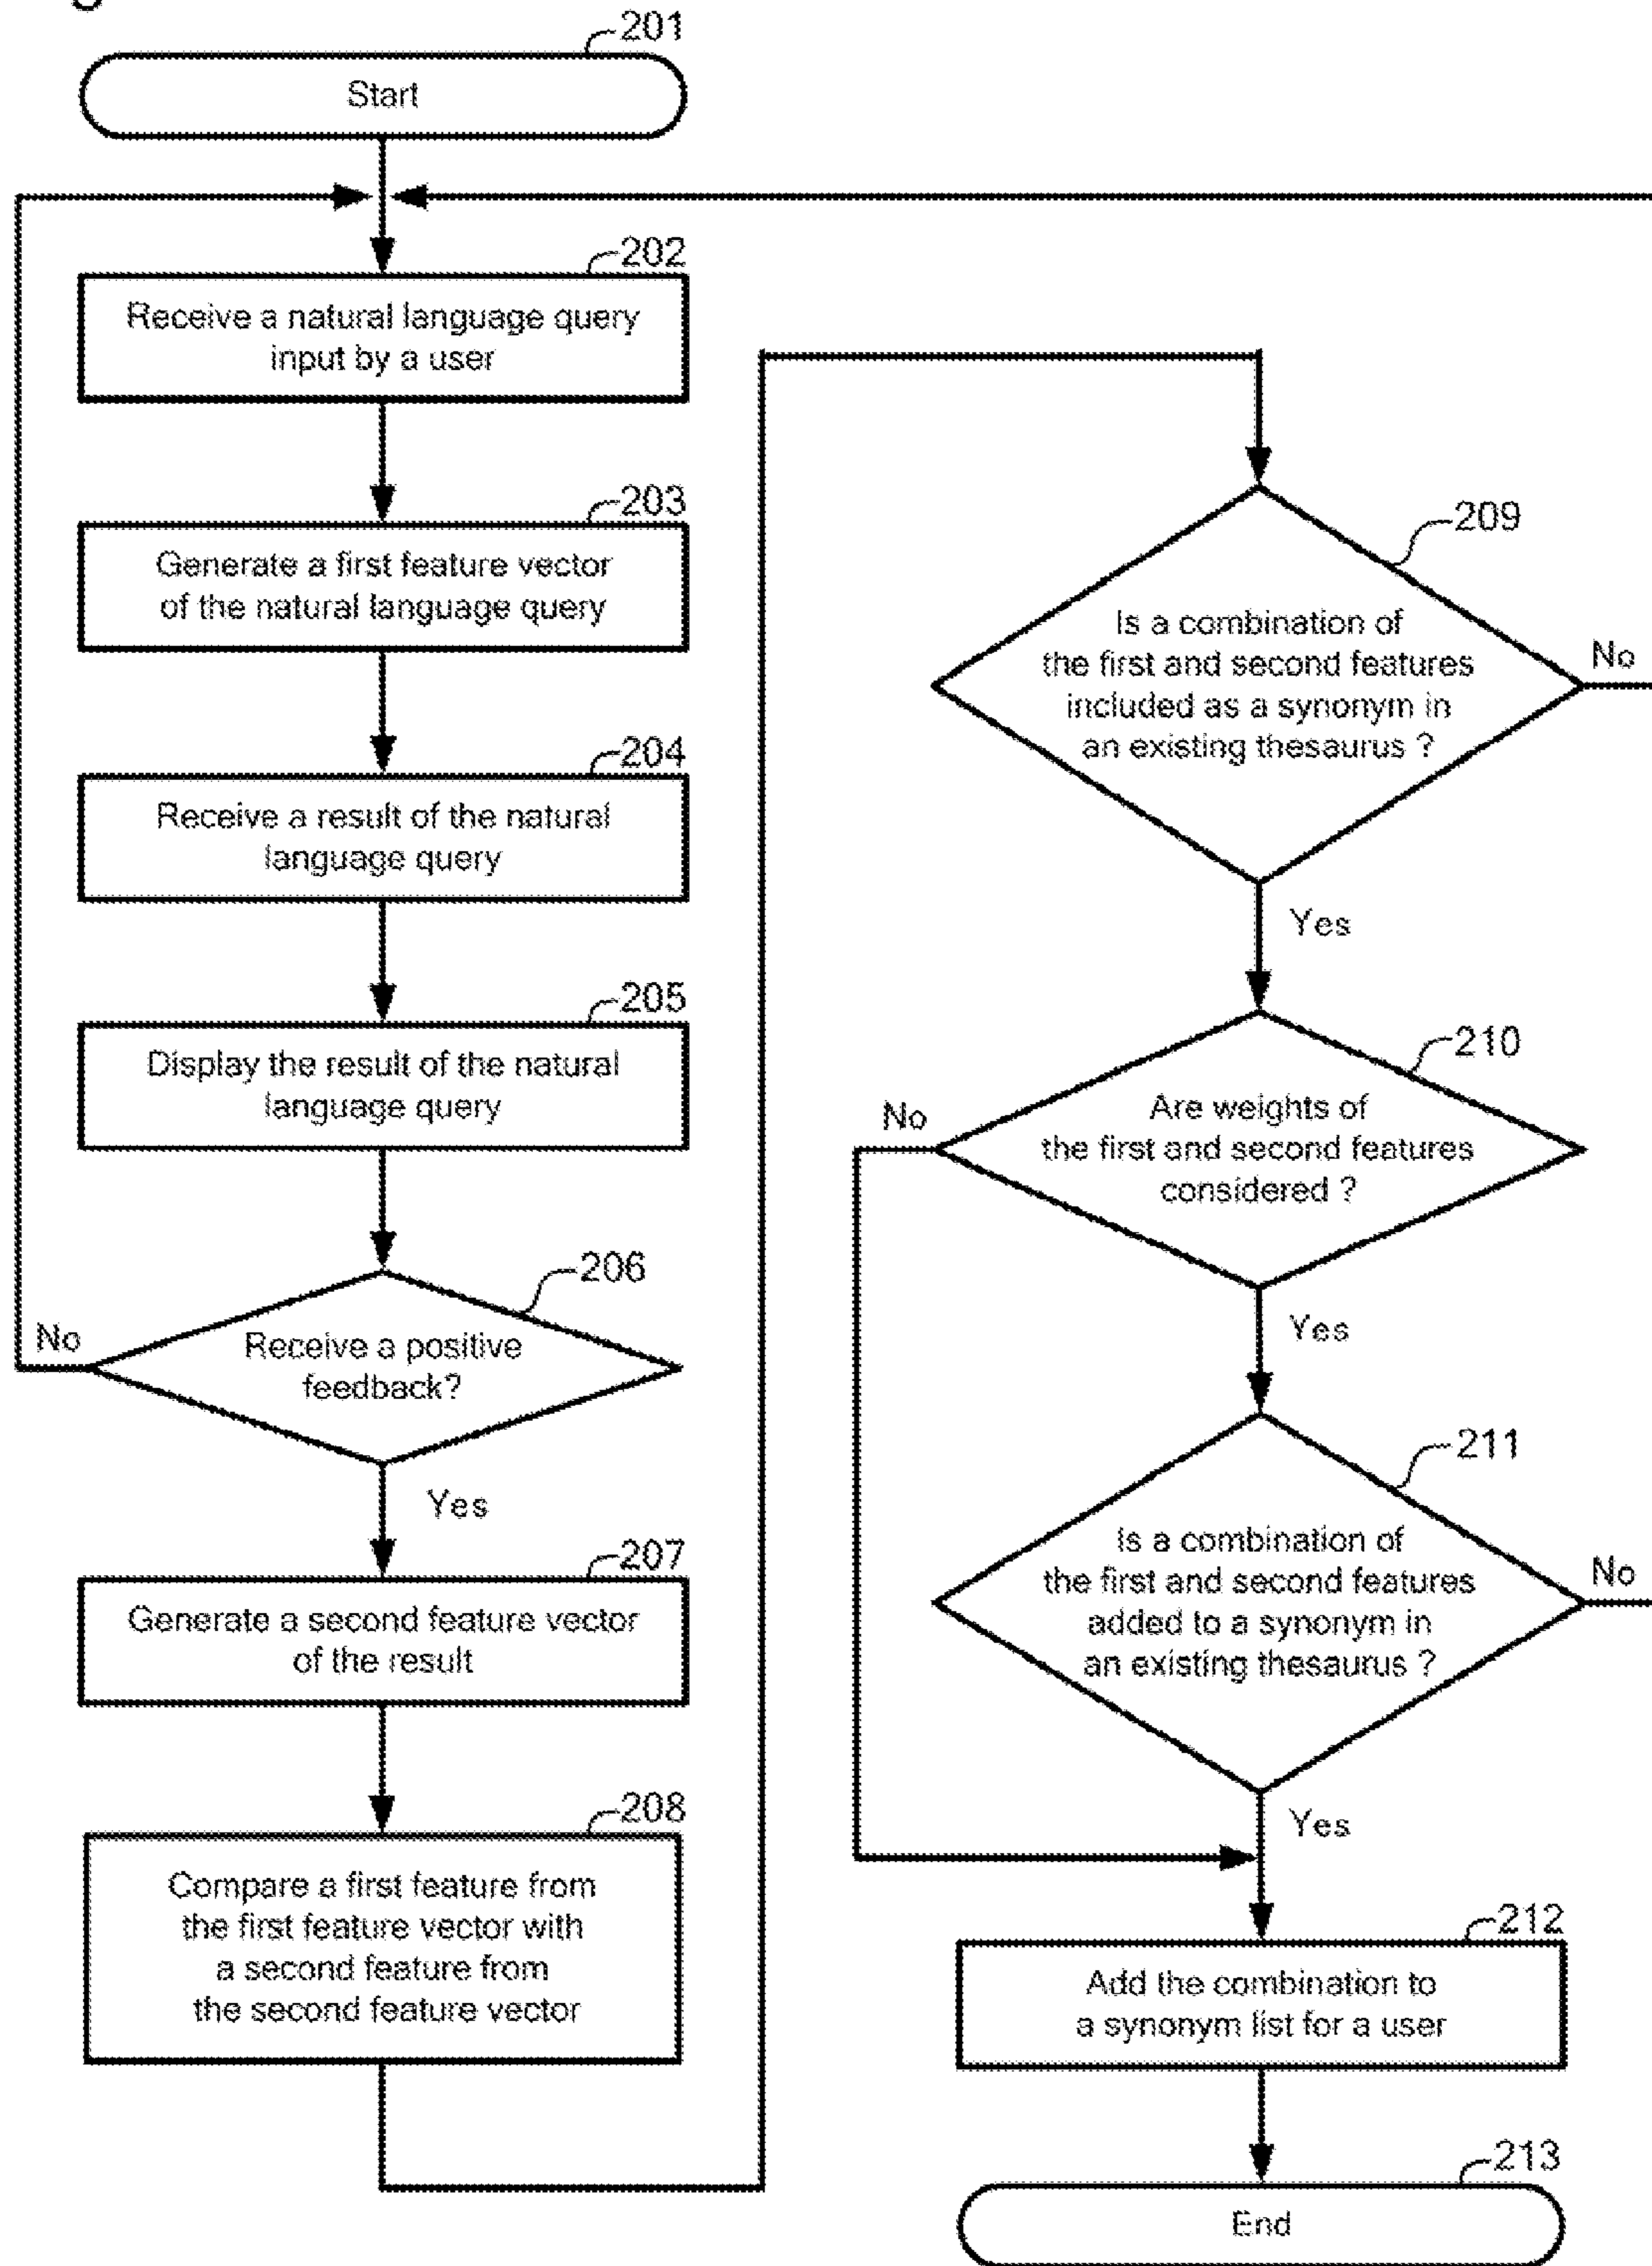 201
Start
202
Receive a natural language query
input by a user
203
Generate a first feature vector
of the natural language query
204
Receive a result of the natural
language query
205
Display the result of the natural
language query
206
No
Receive a positive
feedback?
Yes
207
Generate a second feature vector
of the result
208
Compare a first feature from
the first feature vector with
a second feature from
the second feature vector
209
Is a combination of
the first and second features
included as a synonym in
an existing thesaurus ?
No
Yes
210
No
Are weights of
the first and second features
considered ?
Yes
211
Is a combination of
the first and second features
added to a synonym in
an existing thesaurus ?
No
Yes
212
Add the combination to
a synonym list for a user
213
End